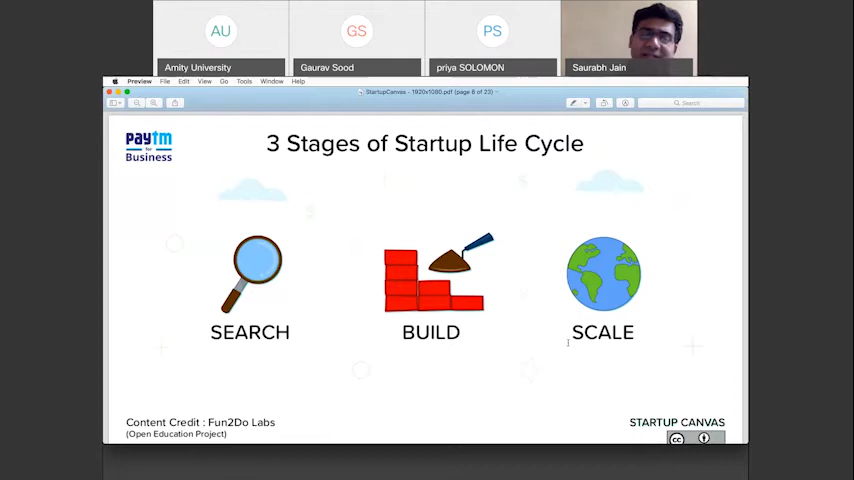 AU
GS
PS
Amity University
Gaurav Sood
priya SOLOMON
Saurabh Jain
Preview File Edit View Go Tools Window Help
StartupCanvas - 1920x1080.pdf (page 8 of 23)
Search
paytm
for
Business
3 Stages of Startup Life Cycle
SEARCH
BUILD
SCALE
Content Credit : Fun2Do Labs
(Open Education Project)
STARTUP CANVAS
cc